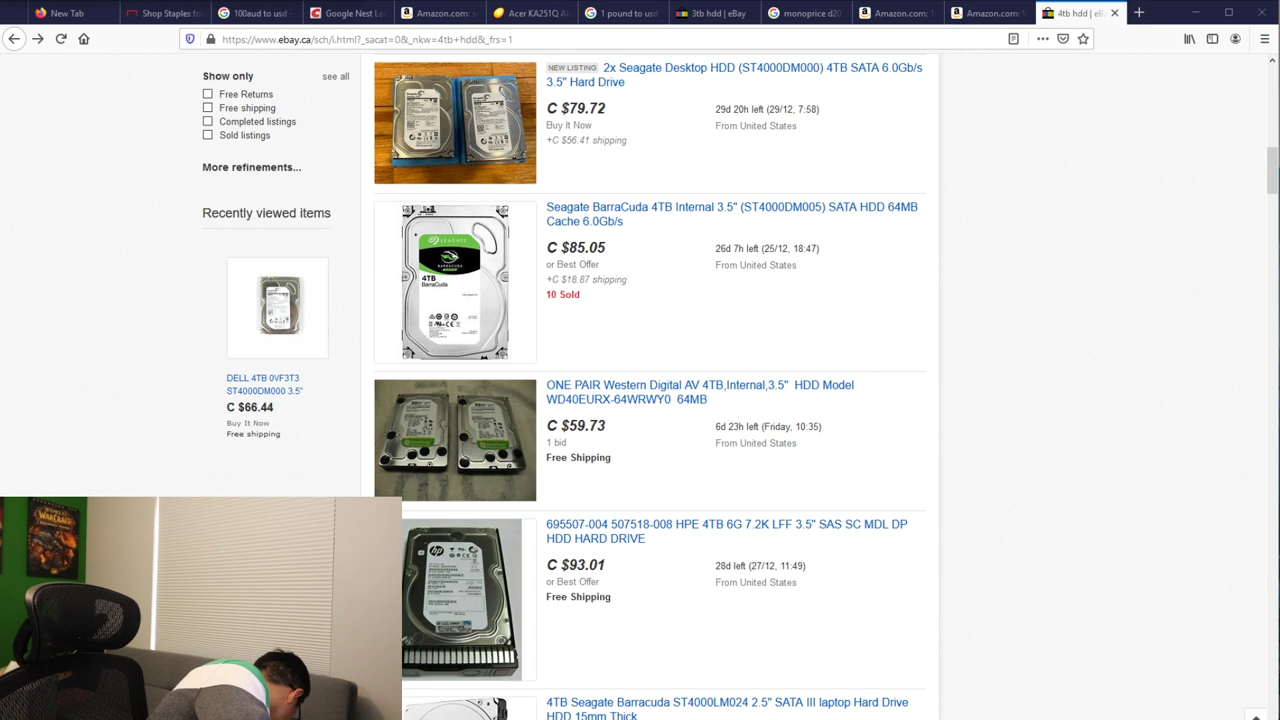 New Tab
Shop Staples fo
100aud to usd -
Google Nest Le
Amazon.com: s
Acer KA251Q A
1 pound to usd
3tb hdd | eBay
monoprice d20
Amazon.com: 1
Amazon.com: t
4tb hdd | eBa
https://www.ebay.ca/sch/i.html?_sacat=0&_nkw=4tb+hdd&_frs=1
Show only see all
Free Returns
Free shipping
Completed listings
Sold listings
More refinements...
Recently viewed items
DELL 4TB 0VF3T3
ST4000DM000 3.5"
C $66.44
Buy It Now
Free shipping
NEW LISTING 2x Seagate Desktop HDD (ST4000DM000) 4TB SATA 6.0Gb/s
3.5" Hard Drive
C $79.72
29d 20h left (29/12, 7:58)
Buy It Now
From United States
+C $56.41 shipping
Seagate BarraCuda 4TB Internal 3.5" (ST4000DM005) SATA HDD 64MB
Cache 6.0Gb/s
C $85.05
26d 7h left (25/12, 18:47)
or Best Offer
From United States
+C $18.87 shipping
10 Sold
SEAGATE
4TB
BarraCuda
ONE PAIR Western Digital AV 4TB,Internal,3.5" HDD Model
WD40EURX-64WRWY0 64MB
C $59.73
6d 23h left (Friday, 10:35)
1 bid
From United States
Free Shipping
695507-004 507518-008 HPE 4TB 6G 7.2K LFF 3.5" SAS SC MDL DP
HDD HARD DRIVE
C $93.01
28d left (27/12, 11:49)
or Best Offer
From United States
Free Shipping
hp
4TB Seagate Barracuda ST4000LM024 2.5" SATA III laptop Hard Drive
HDD 15mm Thick
WORLD OF
WARCRAFT